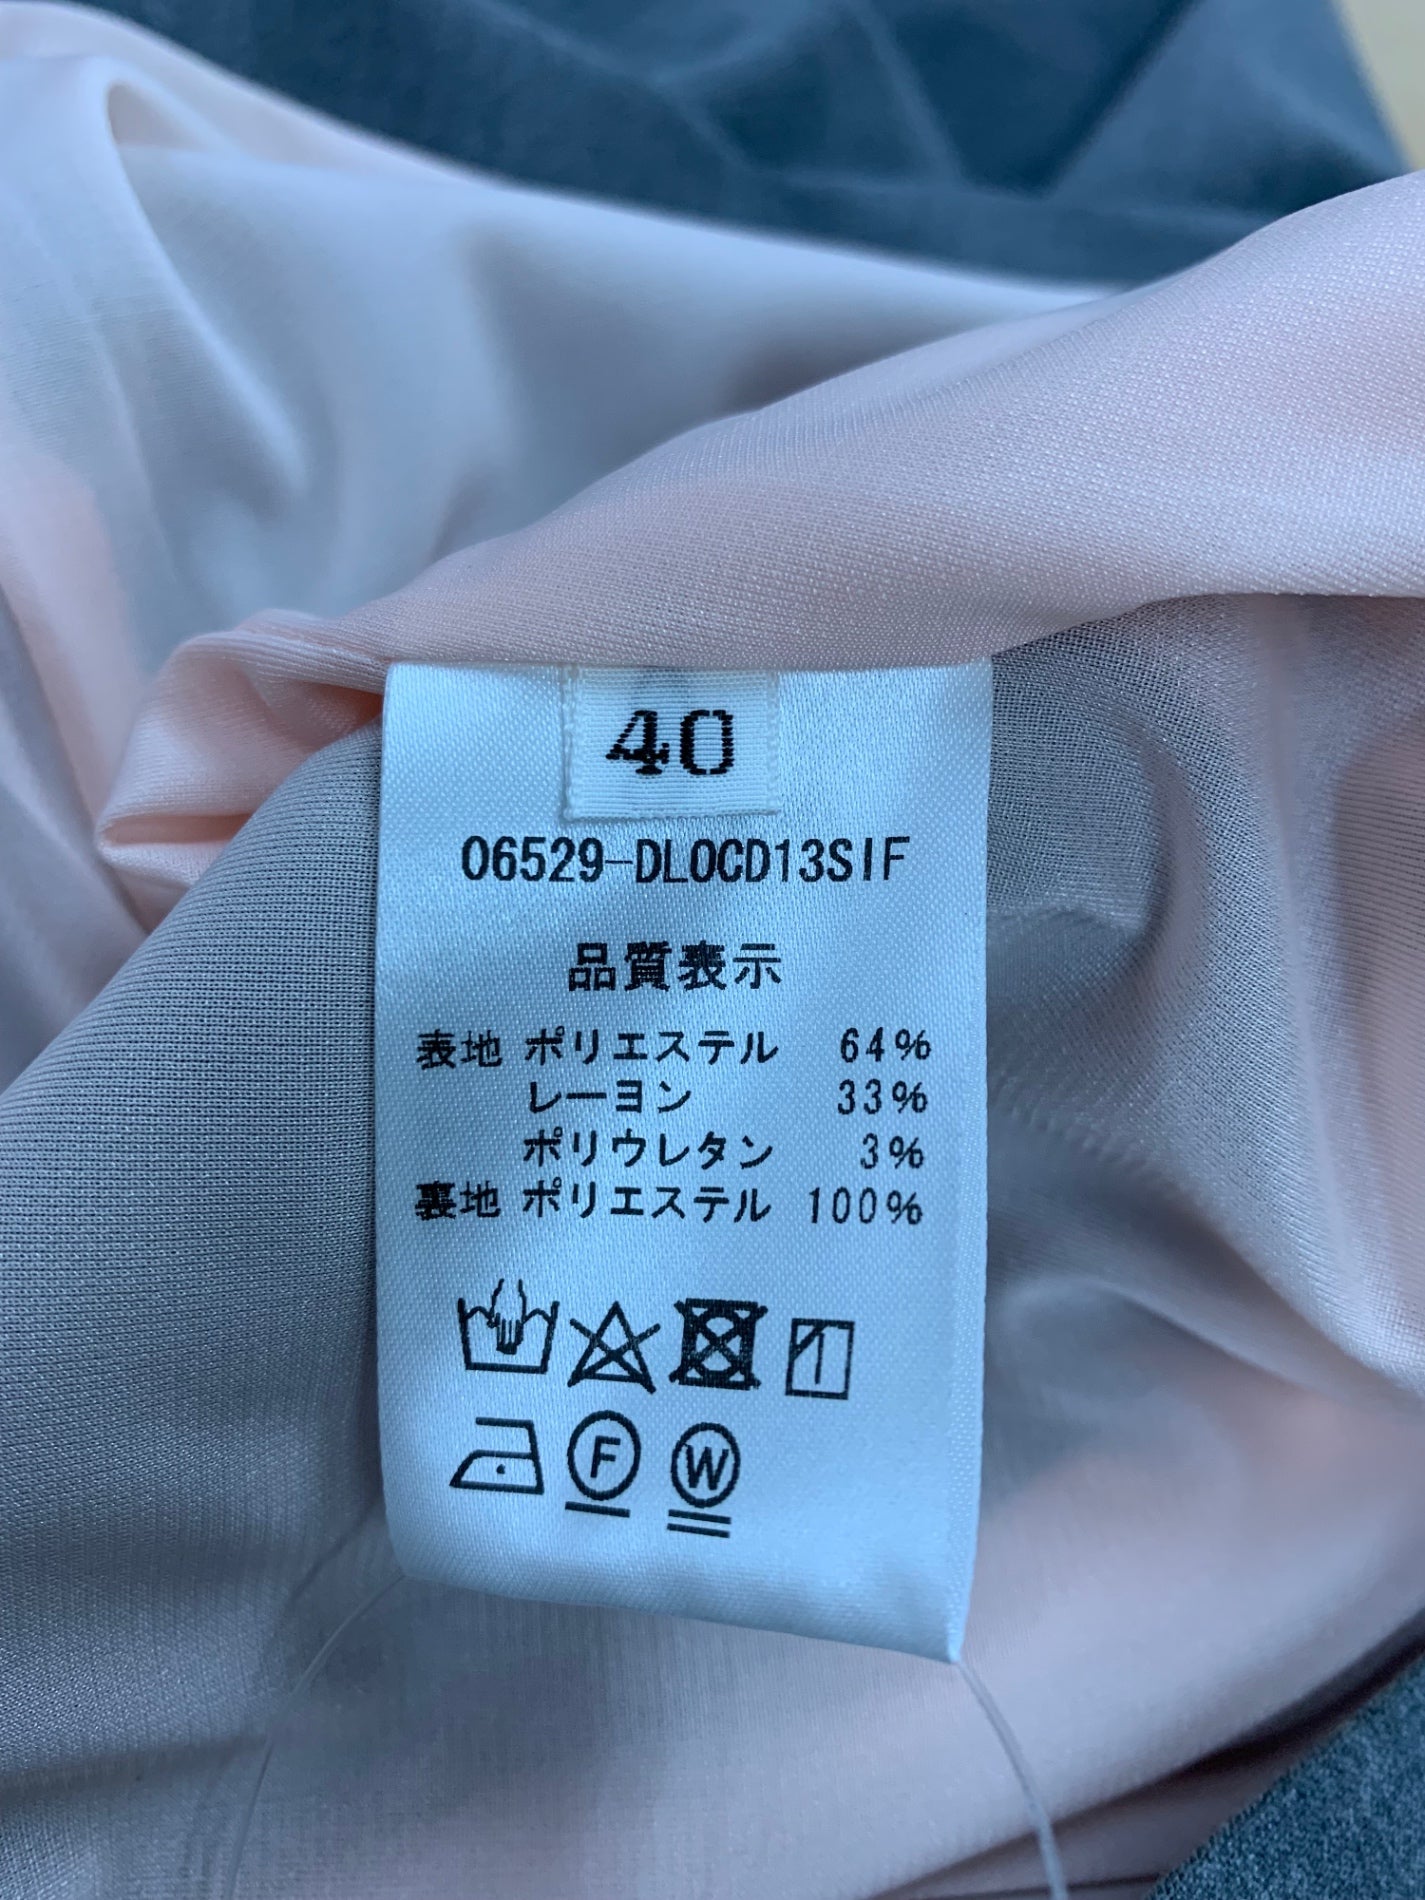 40
06529-DL0CD13SIF
品質表示
表地 ポリエステル 64%
レーヨン 33%
ポリウレタン 3%
裏地 ポリエステル 100%
F W